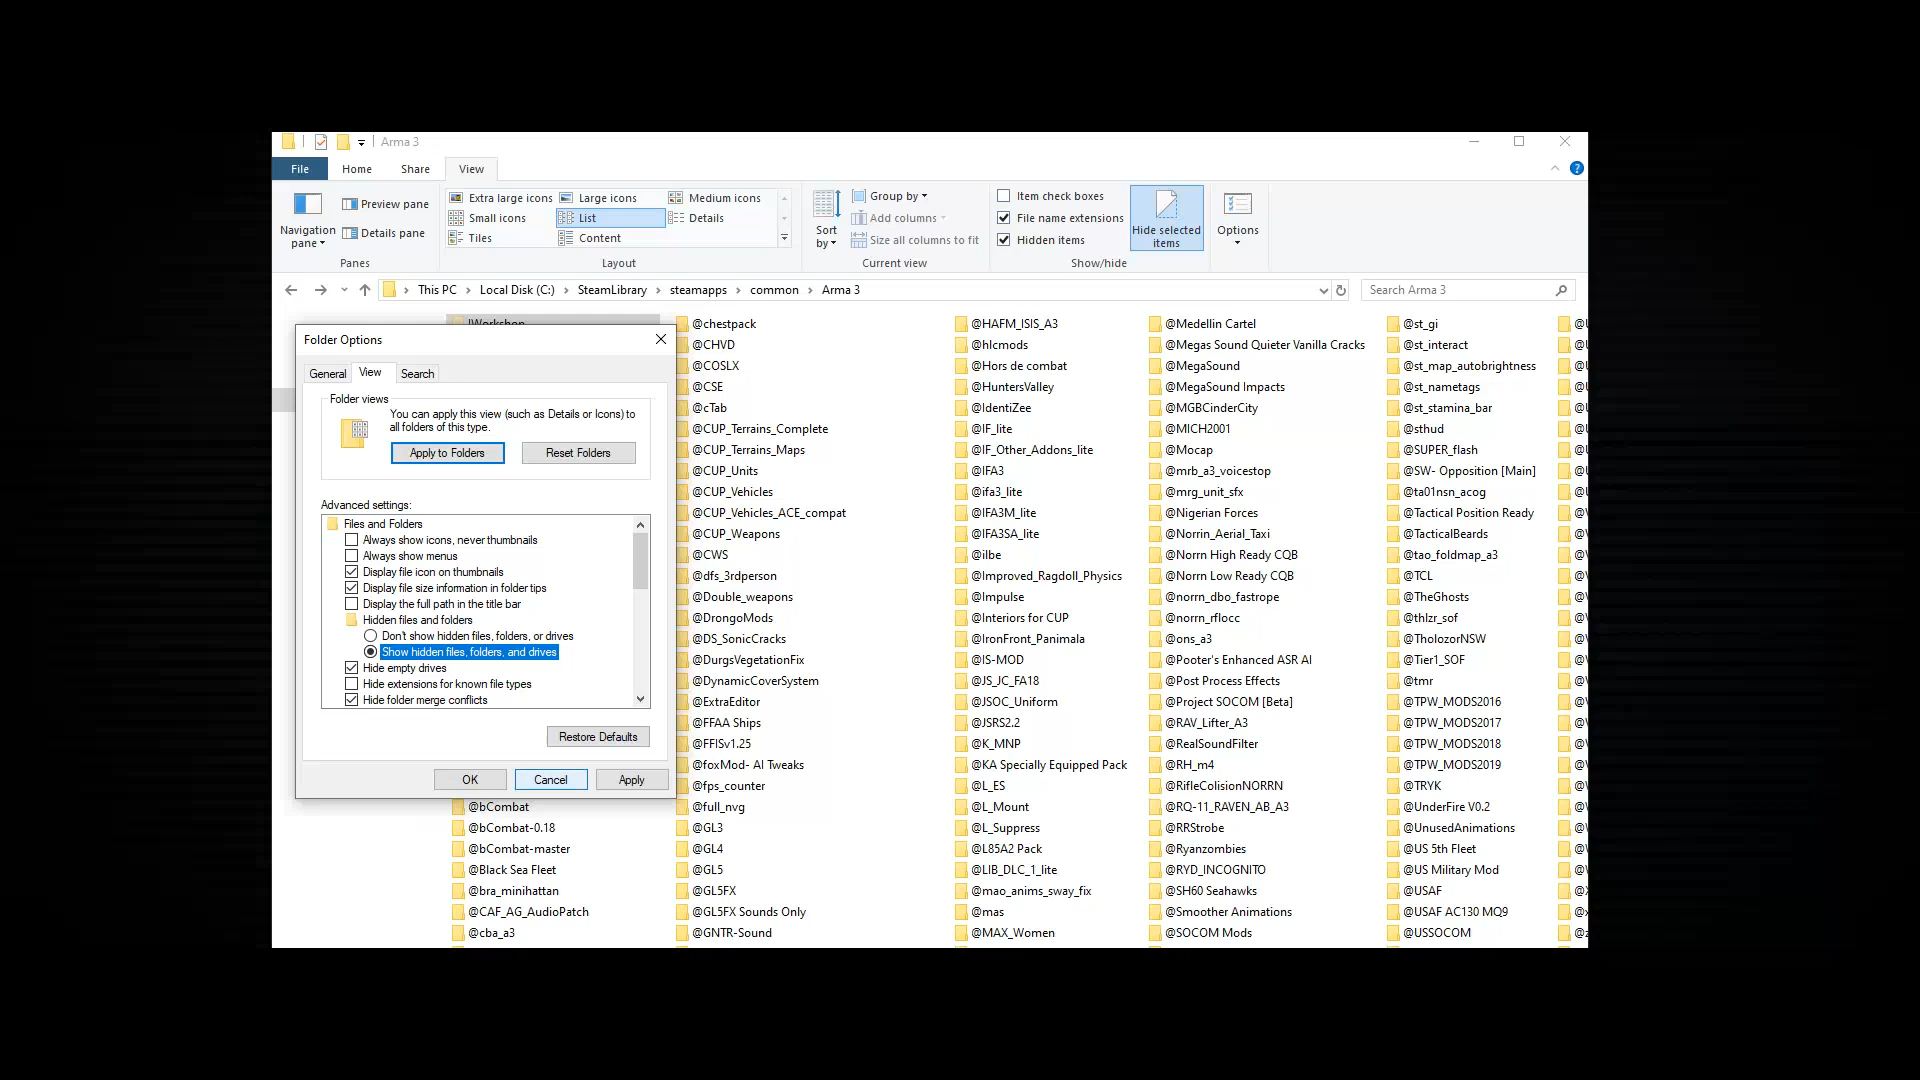 Arma 3
File Home Share View
Navigation pane
Preview pane
Details pane
Panes
Extra large icons Large icons Medium icons
Small icons List Details
Tiles Content
Layout
Sort by
Group by
Add columns
Size all columns to fit
Current view
Item check boxes
File name extensions
Hidden items
Hide selected items
Show/hide
Options
This PC Local Disk (C:) SteamLibrary steamapps common Arma 3
Search Arma 3
!Workshop
Folder Options
General View Search
Folder views
You can apply this view (such as Details or Icons) to
all folders of this type.
Apply to Folders Reset Folders
Advanced settings:
Files and Folders
Always show icons, never thumbnails
Always show menus
Display file icon on thumbnails
Display file size information in folder tips
Display the full path in the title bar
Hidden files and folders
Don't show hidden files, folders, or drives
Show hidden files, folders, and drives
Hide empty drives
Hide extensions for known file types
Hide folder merge conflicts
Restore Defaults
OK Cancel Apply
@bCombat
@bCombat-0.18
@bCombat-master
@Black Sea Fleet
@bra_minihattan
@CAF_AG_AudioPatch
@cba_a3
@chestpack
@CHVD
@COSLX
@CSE
@cTab
@CUP_Terrains_Complete
@CUP_Terrains_Maps
@CUP_Units
@CUP_Vehicles
@CUP_Vehicles_ACE_compat
@CUP_Weapons
@CWS
@dfs_3rdperson
@Double_weapons
@DrongoMods
@DS_SonicCracks
@DurgsVegetationFix
@DynamicCoverSystem
@ExtraEditor
@FFAA Ships
@FFISv1.25
@foxMod- AI Tweaks
@fps_counter
@full_nvg
@GL3
@GL4
@GL5
@GL5FX
@GL5FX Sounds Only
@GNTR-Sound
@HAFM_ISIS_A3
@hlcmods
@Hors de combat
@HuntersValley
@IdentiZee
@IF_lite
@IF_Other_Addons_lite
@IFA3
@ifa3_lite
@IFA3M_lite
@IFA3SA_lite
@ilbe
@Improved_Ragdoll_Physics
@Impulse
@Interiors for CUP
@IronFront_Panimala
@IS-MOD
@JS_JC_FA18
@JSOC_Uniform
@JSRS2.2
@K_MNP
@KA Specially Equipped Pack
@L_ES
@L_Mount
@L_Suppress
@L85A2 Pack
@LIB_DLC_1_lite
@mao_anims_sway_fix
@mas
@MAX_Women
@Medellin Cartel
@Megas Sound Quieter Vanilla Cracks
@MegaSound
@MegaSound Impacts
@MGBCinderCity
@MICH2001
@Mocap
@mrb_a3_voicestop
@mrg_unit_sfx
@Nigerian Forces
@Norrin_Aerial_Taxi
@Norrn High Ready CQB
@Norrn Low Ready CQB
@norrn_dbo_fastrope
@norrn_rflocc
@ons_a3
@Pooter's Enhanced ASR AI
@Post Process Effects
@Project SOCOM [Beta]
@RAV_Lifter_A3
@RealSoundFilter
@RH_m4
@RifleColisionNORRN
@RQ-11_RAVEN_AB_A3
@RRStrobe
@Ryanzombies
@RYD_INCOGNITO
@SH60 Seahawks
@Smoother Animations
@SOCOM Mods
@st_gi
@st_interact
@st_map_autobrightness
@st_nametags
@st_stamina_bar
@sthud
@SUPER_flash
@SW- Opposition [Main]
@ta01nsn_acog
@Tactical Position Ready
@TacticalBeards
@tao_foldmap_a3
@TCL
@TheGhosts
@thlzr_sof
@TholozorNSW
@Tier1_SOF
@tmr
@TPW_MODS2016
@TPW_MODS2017
@TPW_MODS2018
@TPW_MODS2019
@TRYK
@UnderFire V0.2
@UnusedAnimations
@US 5th Fleet
@US Military Mod
@USAF
@USAF AC130 MQ9
@USSOCOM